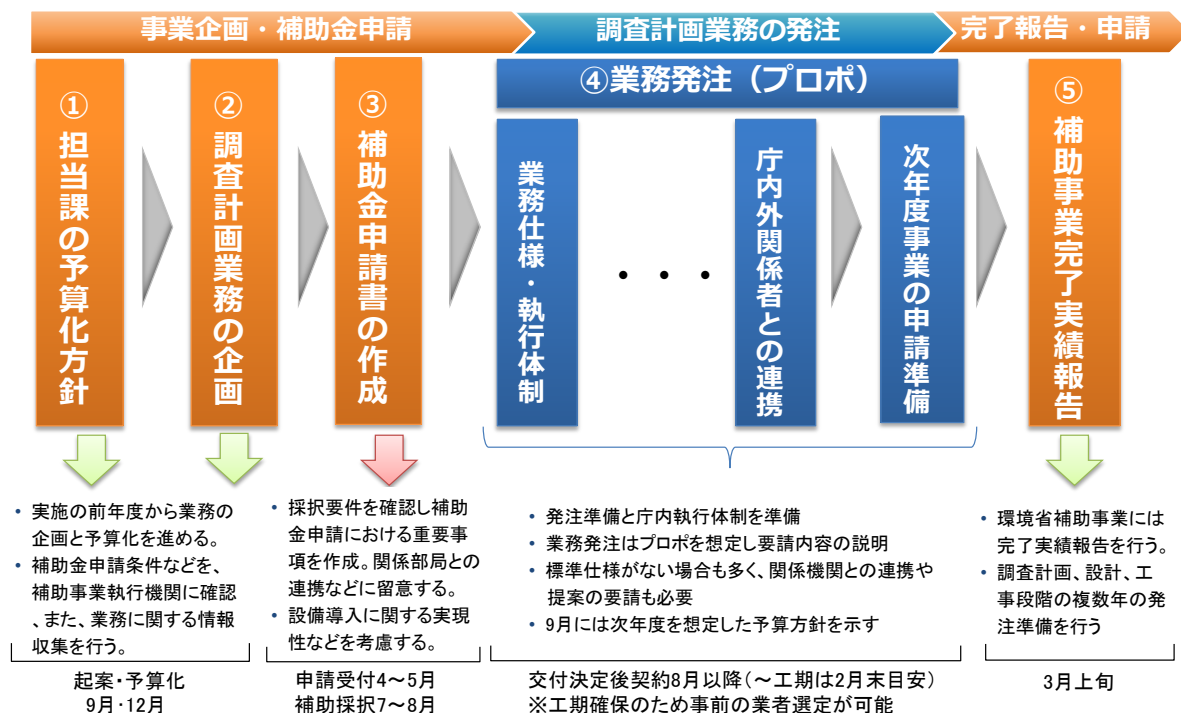 事業企画・補助金申請
調査計画業務の発注
完了報告・申請
①担当課の予算化方針
②調査計画業務の企画
③補助金申請書の作成
④業務発注（プロポ）
業務仕様・執行体制
・・・
庁内外関係者との連携
次年度事業の申請準備
⑤補助事業完了実績報告
• 実施の前年度から業務の
企画と予算化を進める。
• 補助金申請条件などを、
補助事業執行機関に確認
、また、業務に関する情報
収集を行う。
起案・予算化
9月・12月
• 採択要件を確認し補助
金申請における重要事
項を作成。関係部局との
連携などに留意する。
• 設備導入に関する実現
性などを考慮する。
申請受付4～5月
補助採択7～8月
• 発注準備と庁内執行体制を準備
• 業務発注はプロポを想定し要請内容の説明
• 標準仕様がない場合も多く、関係機関との連携や
提案の要請も必要
• 9月には次年度を想定した予算方針を示す
交付決定後契約8月以降（～工期は2月末目安）
※工期確保のため事前の業者選定が可能
• 環境省補助事業には
完了実績報告を行う。
• 調査計画、設計、工
事段階の複数年の発
注準備を行う
3月上旬